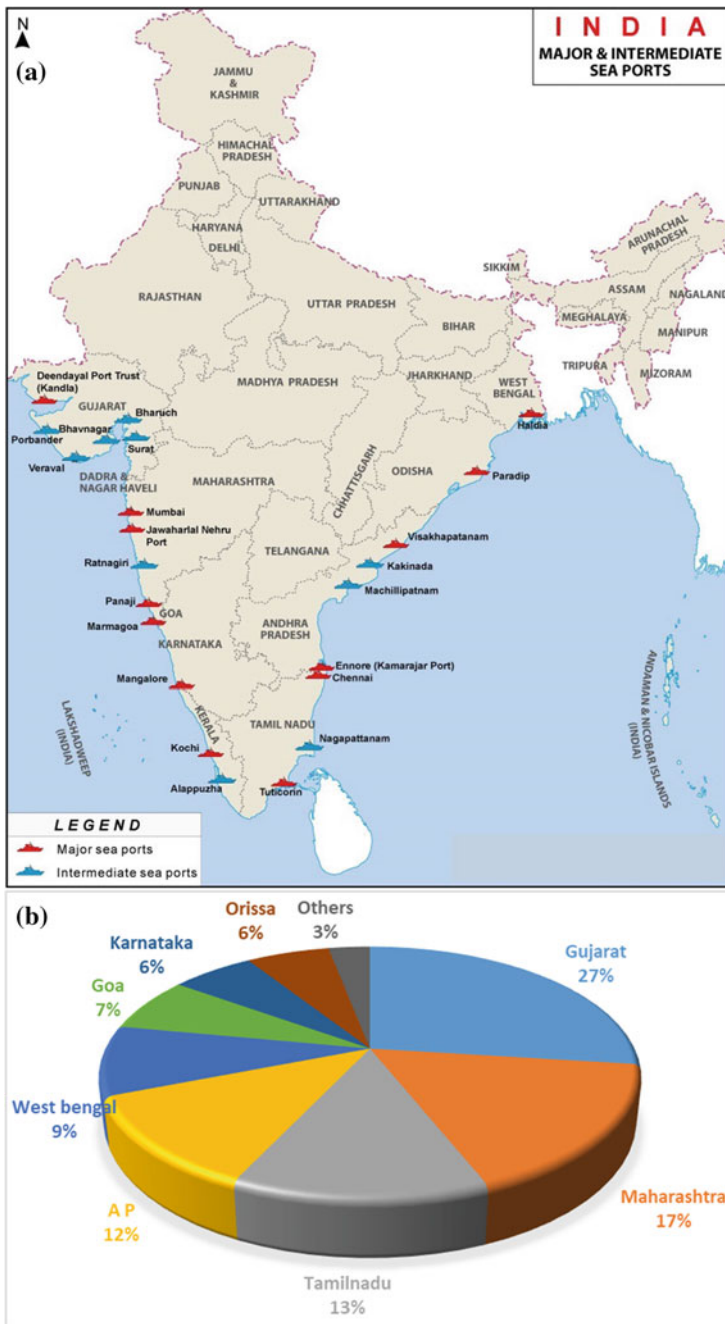 N
(a)
I N D I A
MAJOR & INTERMEDIATE
SEA PORTS
JAMMU
&
KASHMIR
HIMACHAL
PRADESH
PUNJAB
UTTARAKHAND
HARYANA
DELHI
ARUNACHAL
PRADESH
SIKKIM
ASSAM
NAGALAND
MEGHALAYA
MANIPUR
RAJASTHAN
UTTAR PRADESH
BIHAR
TRIPURA
MIZORAM
Deendayal Port Trust
(Kandla)
GUJARAT
MADHYA PRADESH
JHARKHAND
WEST
BENGAL
Bharuch
Bhavnagar
Porbander
Surat
Veraval
Haldia
DADRA &
NAGAR HAVELI
MAHARASHTRA
CHHATTISGARH
ODISHA
Paradip
Mumbai
Jawaharlal Nehru
Port
TELANGANA
Visakhapatanam
Ratnagiri
Kakinada
Machillipatnam
Panaji
GOA
Marmagoa
ANDHRA
PRADESH
KARNATAKA
Ennore (Kamarajar Port)
Chennai
Mangalore
LAKSHADWEEP
(INDIA)
KERALA
TAMIL NADU
Nagapattanam
ANDAMAN & NICOBAR ISLANDS
(INDIA)
Kochi
Alappuzha
Tuticorin
LEGEND
Major sea ports
Intermediate sea ports
(b)
Orissa
6%
Others
3%
Karnataka
6%
Gujarat
27%
Goa
7%
West bengal
9%
Maharashtra
17%
A P
12%
Tamilnadu
13%